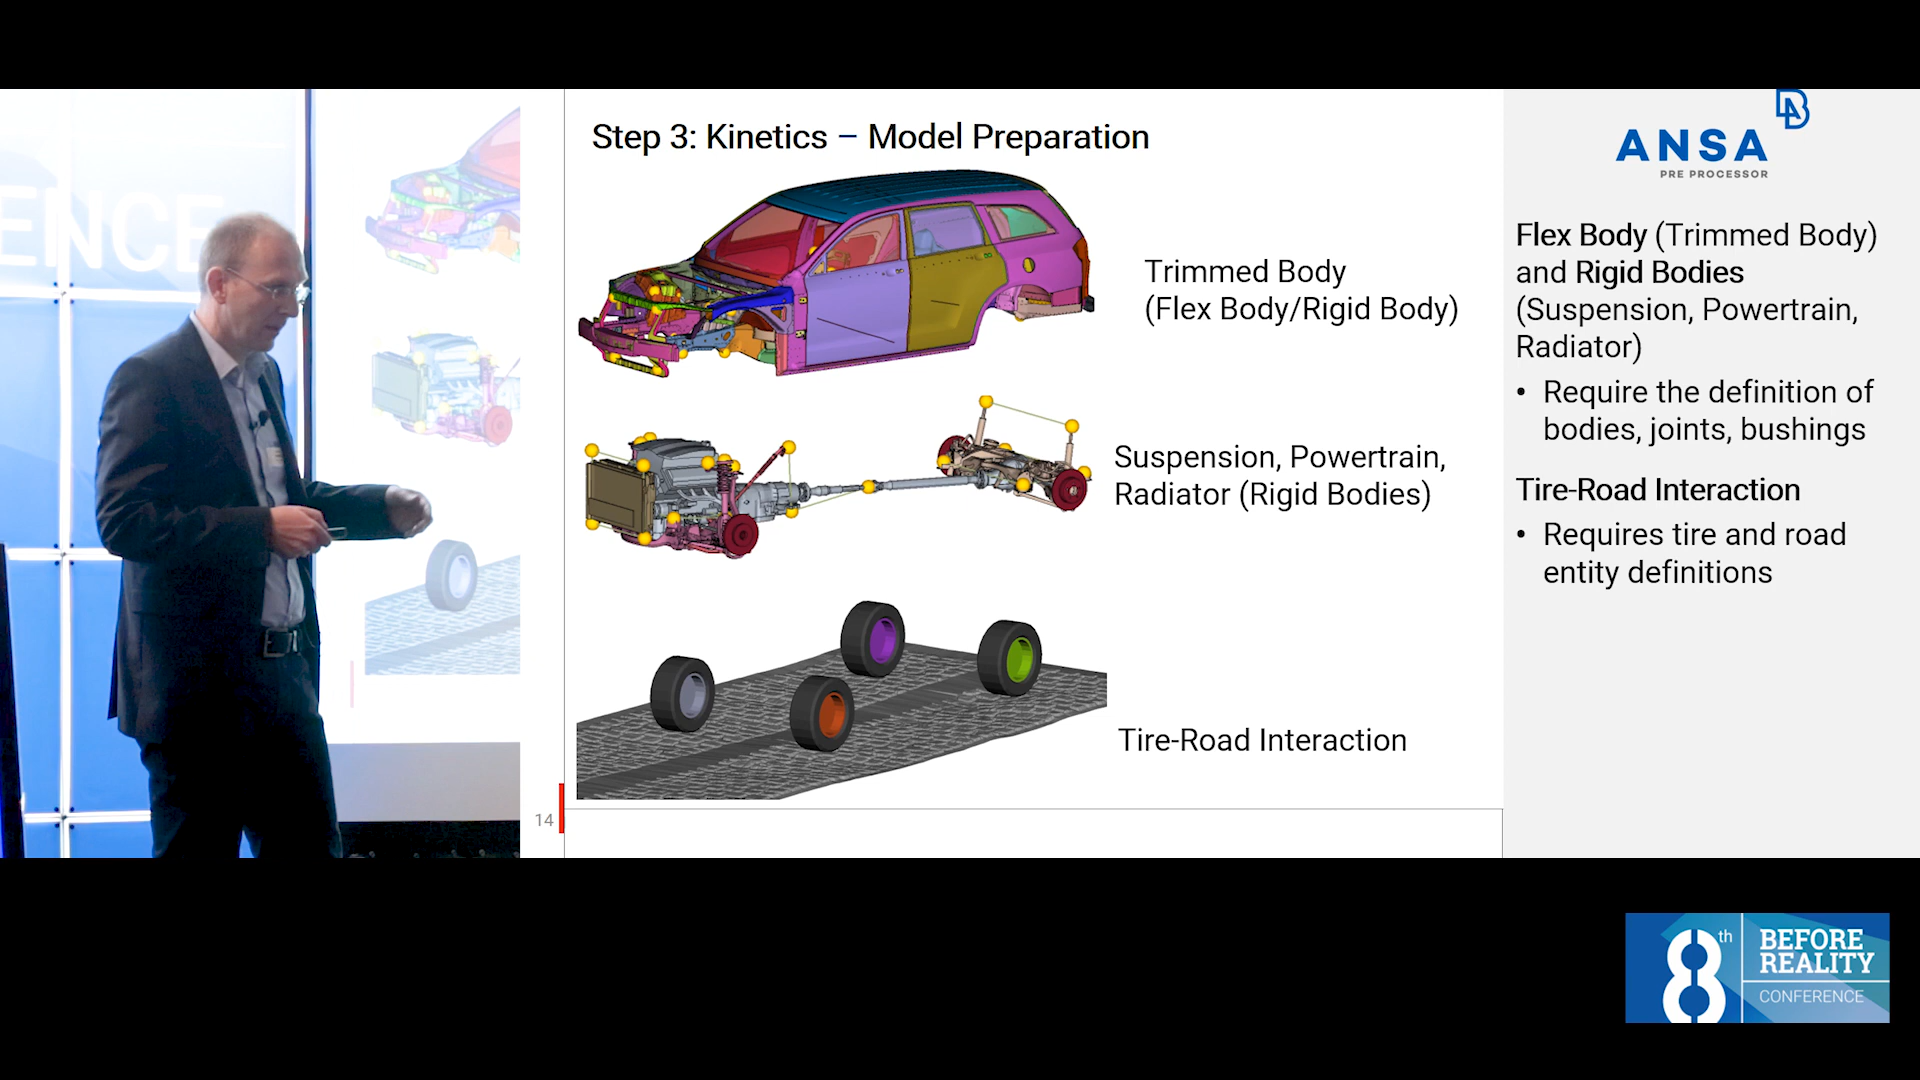 ENCE
Step 3: Kinetics – Model Preparation
Trimmed Body
(Flex Body/Rigid Body)
Suspension, Powertrain,
Radiator (Rigid Bodies)
Tire-Road Interaction
14
ANSA
PRE PROCESSOR
Flex Body (Trimmed Body)
and Rigid Bodies
(Suspension, Powertrain,
Radiator)
• Require the definition of
bodies, joints, bushings
Tire-Road Interaction
• Requires tire and road
entity definitions
8th
BEFORE
REALITY
CONFERENCE